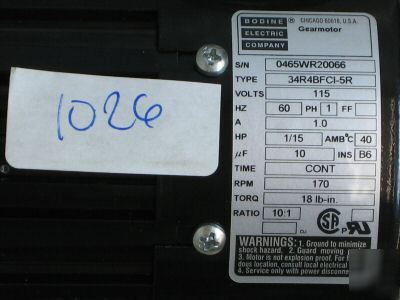 1026
BODINE
ELECTRIC
COMPANY
CHICAGO 60618, U.S.A.
Gearmotor
S/N 0465WR20066
TYPE 34R4BFCI-5R
VOLTS 115
HZ 60 PH 1 FF
A 1.0
HP 1/15 AMB°C 40
µF 10 INS B6
TIME CONT
RPM 170
TORQ 18 lb-in.
RATIO 10:1
WARNINGS: 1. Ground to minimize
shock hazard. 2. Guard moving
3. Motor is not explosion proof. For
dous location, consult local electrical
4. Service only with power disconne